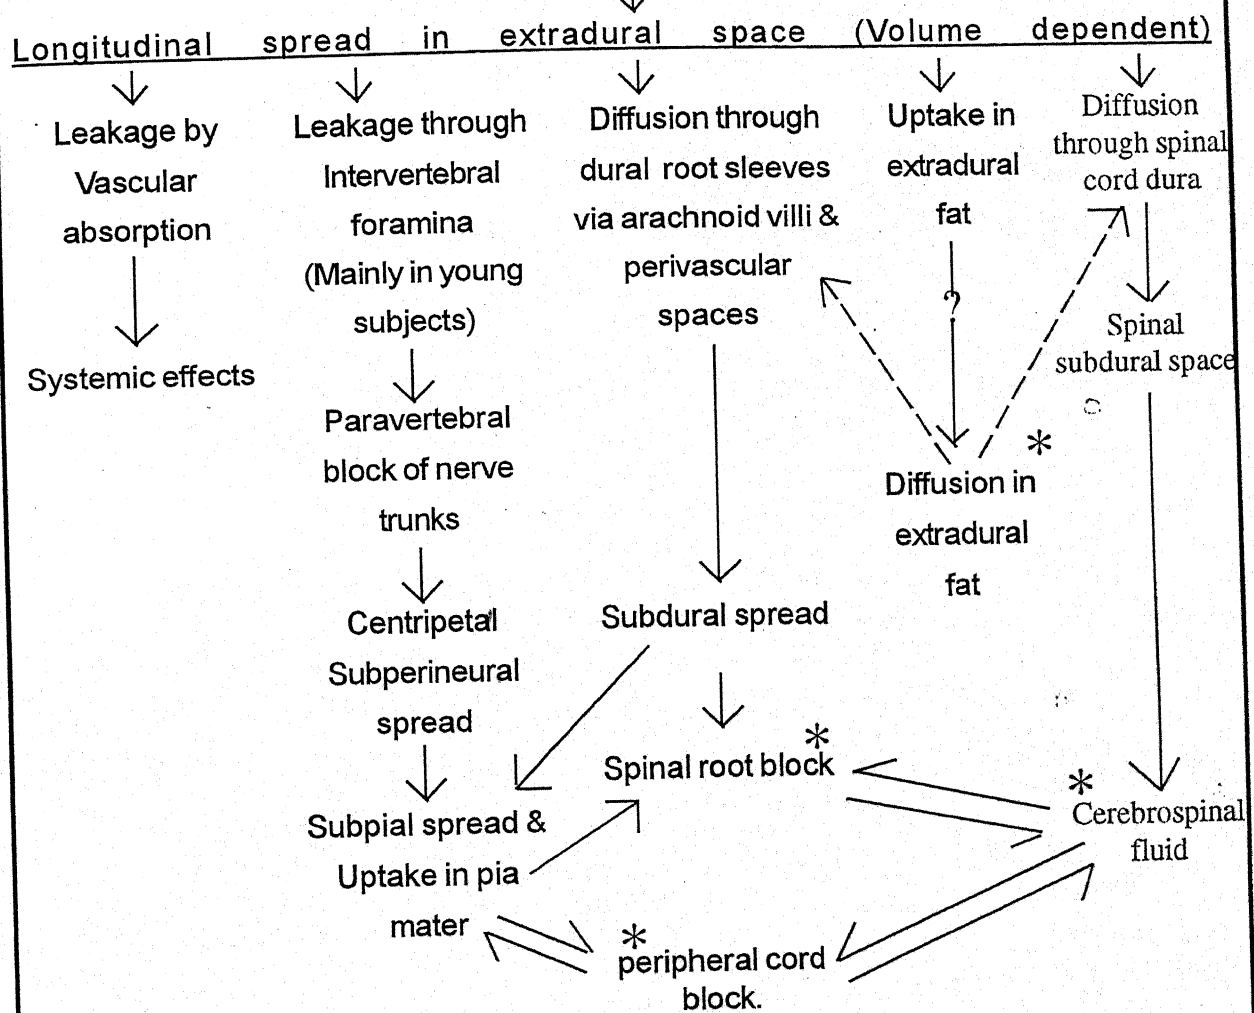 Longitudinal spread in extradural space (Volume dependent)
Leakage by
Vascular
absorption
Systemic effects
Leakage through
Intervertebral
foramina
(Mainly in young
subjects)
Paravertebral
block of nerve
trunks
Centripetal
Subperineural
spread
Subpial spread &
Uptake in pia
mater
Diffusion through
dural root sleeves
via arachnoid villi &
perivascular
spaces
Subdural spread
*
Spinal root block
*
peripheral cord
block.
Uptake in
extradural
fat
?
*
Diffusion in
extradural
fat
Diffusion
through spinal
cord dura
Spinal
subdural space
*
Cerebrospinal
fluid